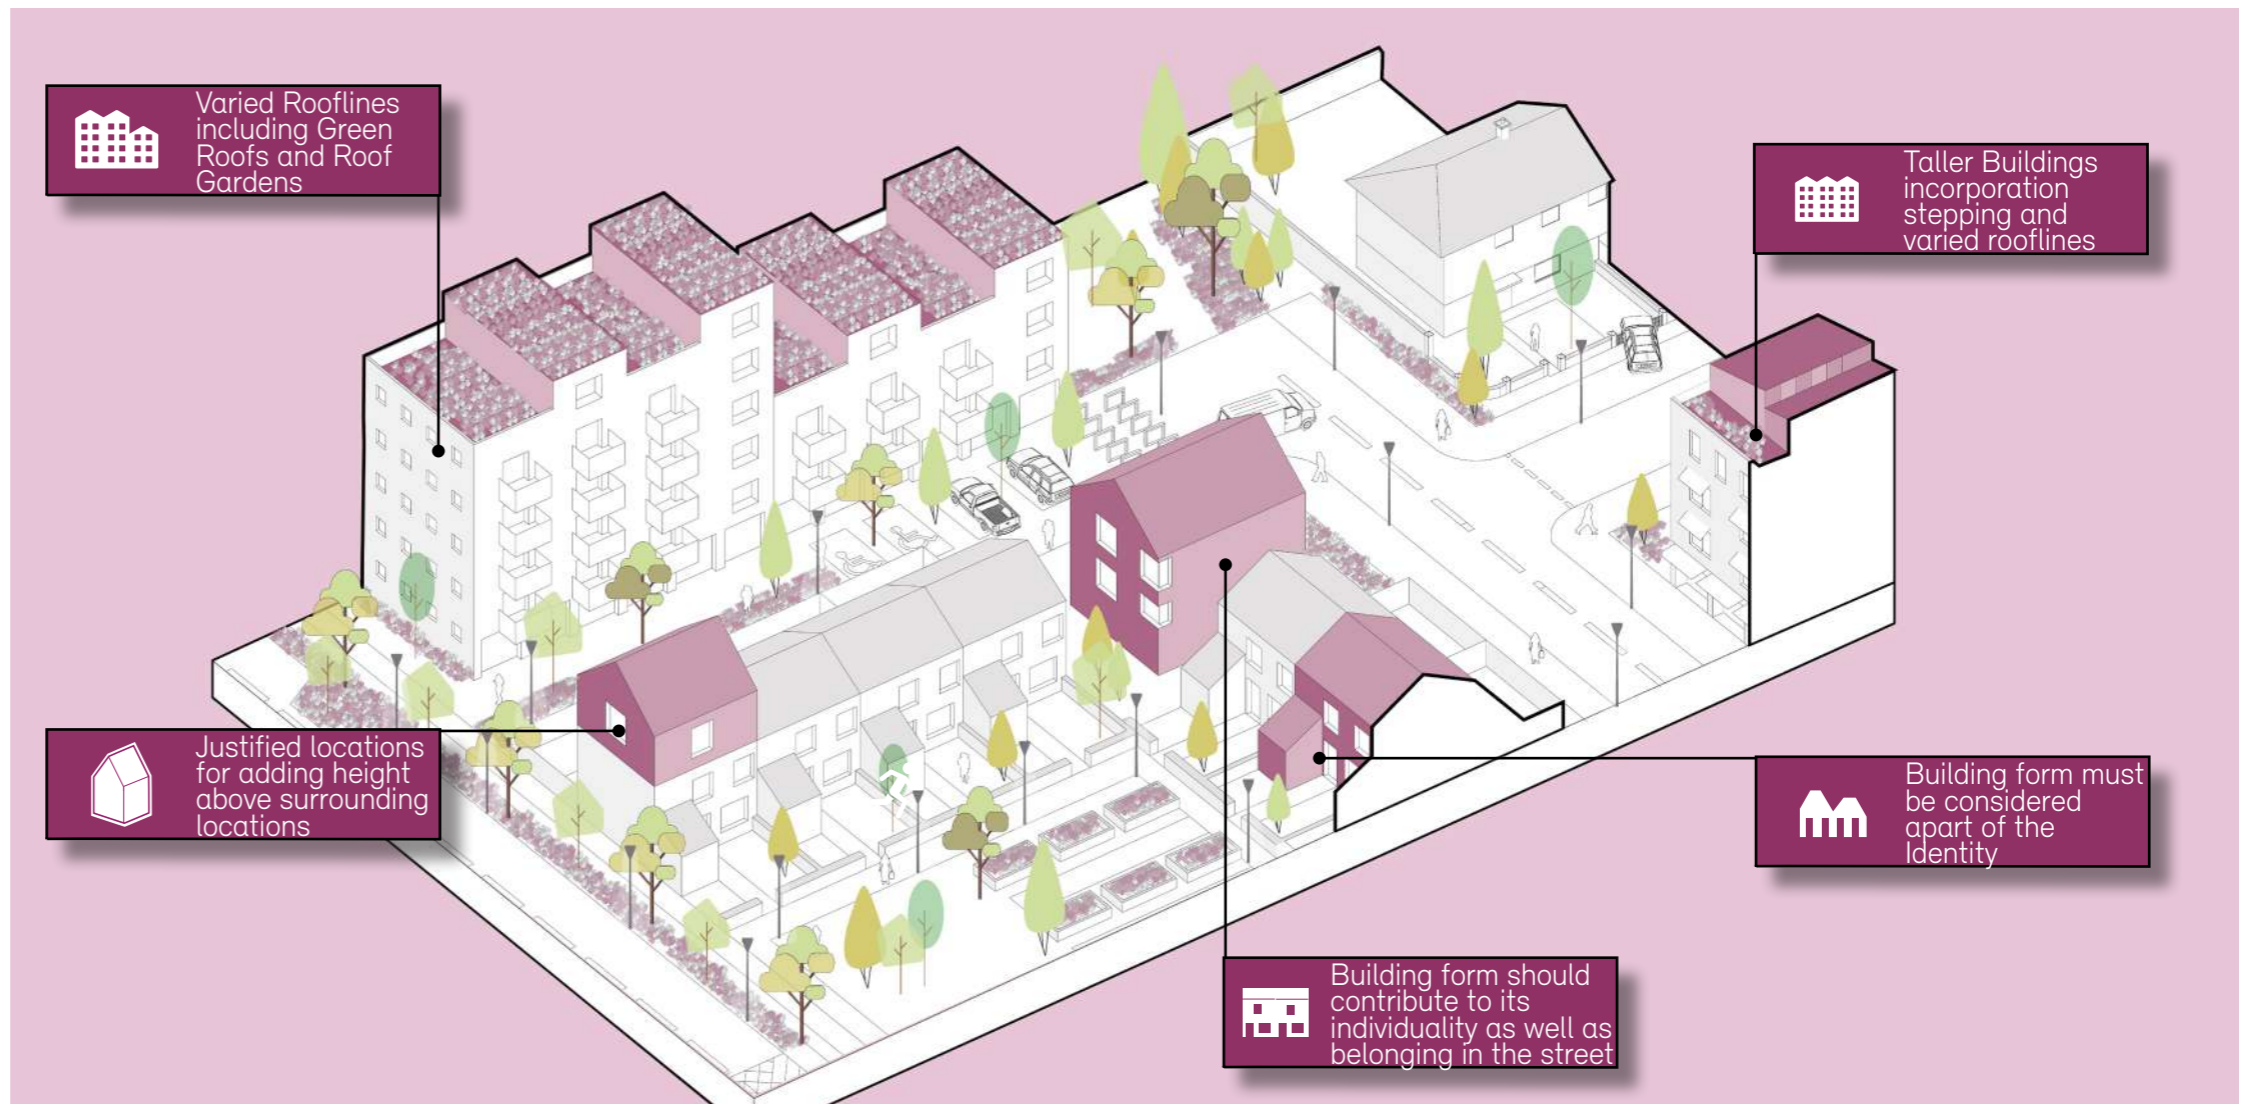 Varied Rooflines
including Green
Roofs and Roof
Gardens
Taller Buildings
incorporation
stepping and
varied rooflines
Justified locations
for adding height
above surrounding
locations
Building form must
be considered
apart of the
Identity
Building form should
contribute to its
individuality as well as
belonging in the street